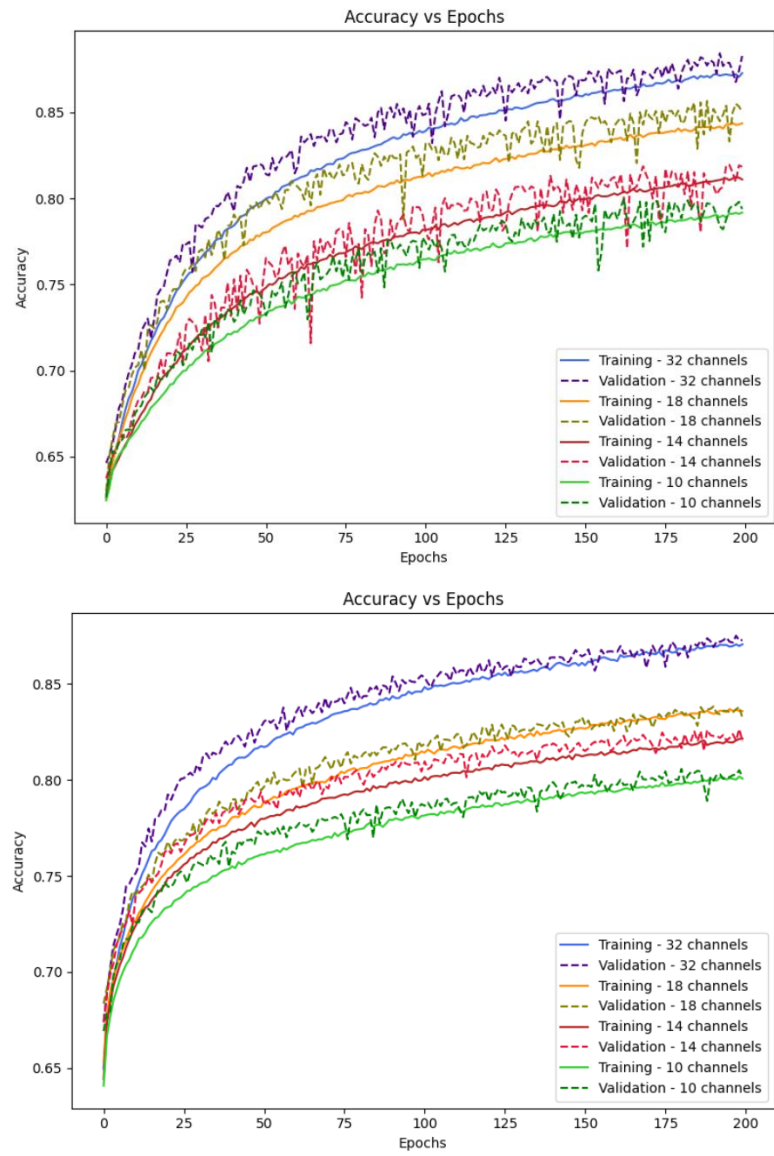 Accuracy vs Epochs
0.85
0.80
0.75
0.70
0.65
Accuracy
Training - 32 channels
Validation - 32 channels
Training - 18 channels
Validation - 18 channels
Training - 14 channels
Validation - 14 channels
Training - 10 channels
Validation - 10 channels
0 25 50 75 100 125 150 175 200
Epochs
Accuracy vs Epochs
0.85
0.80
0.75
0.70
0.65
Accuracy
Training - 32 channels
Validation - 32 channels
Training - 18 channels
Validation - 18 channels
Training - 14 channels
Validation - 14 channels
Training - 10 channels
Validation - 10 channels
0 25 50 75 100 125 150 175 200
Epochs